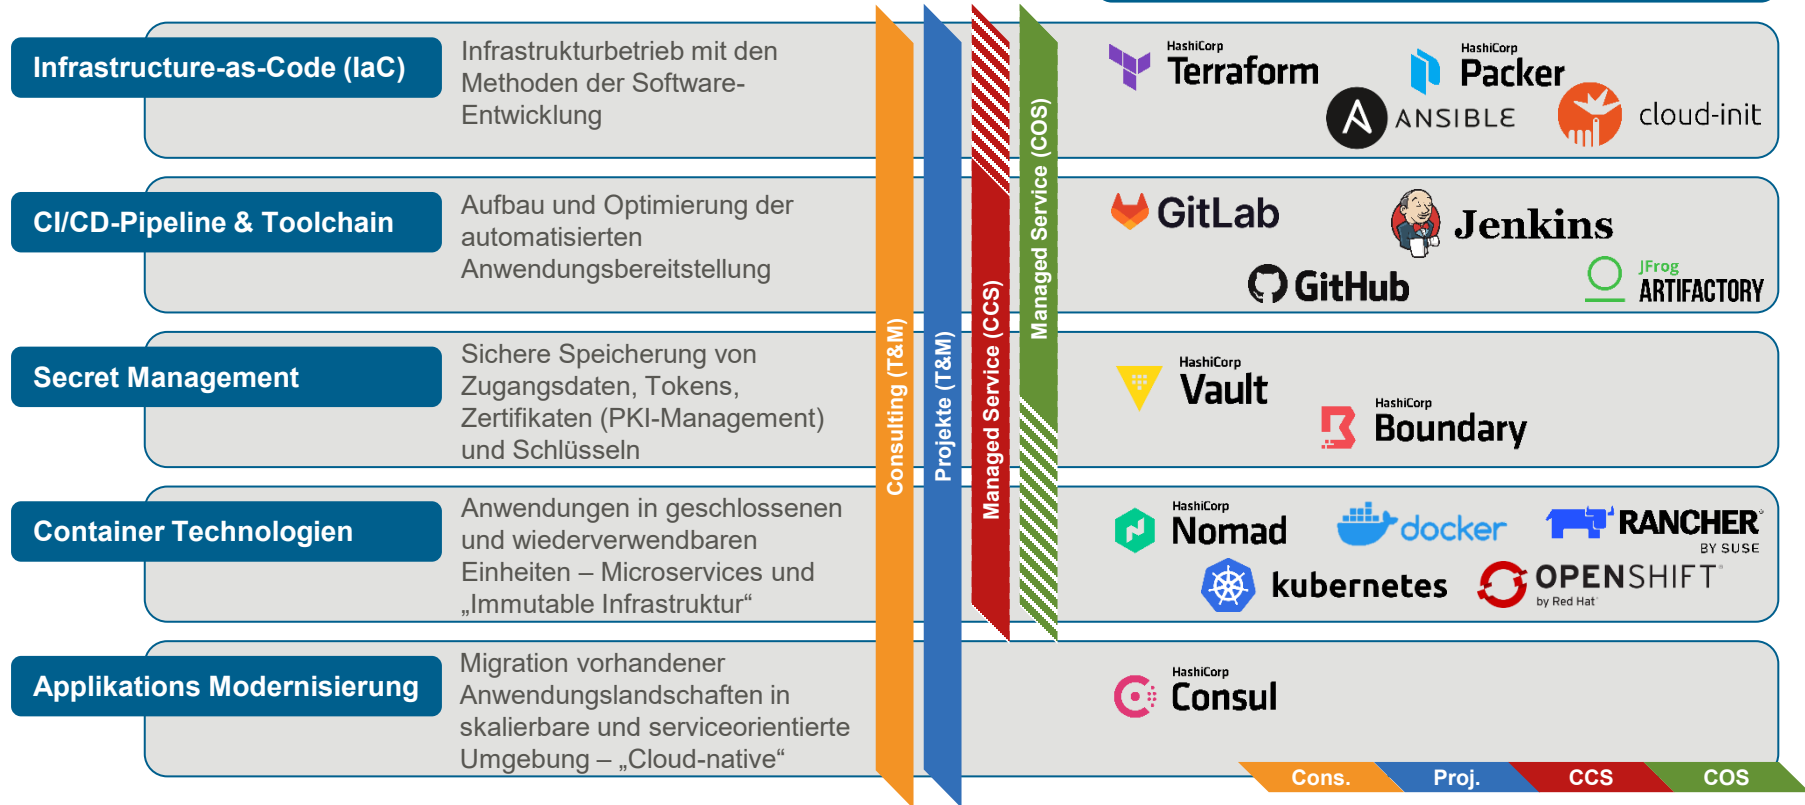 Infrastructure-as-Code (IaC)
Infrastrukturbetrieb mit den
Methoden der Software-
Entwicklung
HashiCorp
Terraform
HashiCorp
Packer
ANSIBLE
cloud-init
CI/CD-Pipeline & Toolchain
Aufbau und Optimierung der
automatisierten
Anwendungsbereitstellung
GitLab
Jenkins
GitHub
JFrog
ARTIFACTORY
Secret Management
Sichere Speicherung von
Zugangsdaten, Tokens,
Zertifikaten (PKI-Management)
und Schlüsseln
HashiCorp
Vault
HashiCorp
Boundary
Container Technologien
Anwendungen in geschlossenen
und wiederverwendbaren
Einheiten – Microservices und
„Immutable Infrastruktur“
HashiCorp
Nomad
docker
RANCHER®
BY SUSE
kubernetes
OPENSHIFT®
by Red Hat®
Applikations Modernisierung
Migration vorhandener
Anwendungslandschaften in
skalierbare und serviceorientierte
Umgebung – „Cloud-native“
HashiCorp
Consul
Consulting (T&M)
Projekte (T&M)
Managed Service (CCS)
Managed Service (COS)
Cons.
Proj.
CCS
COS